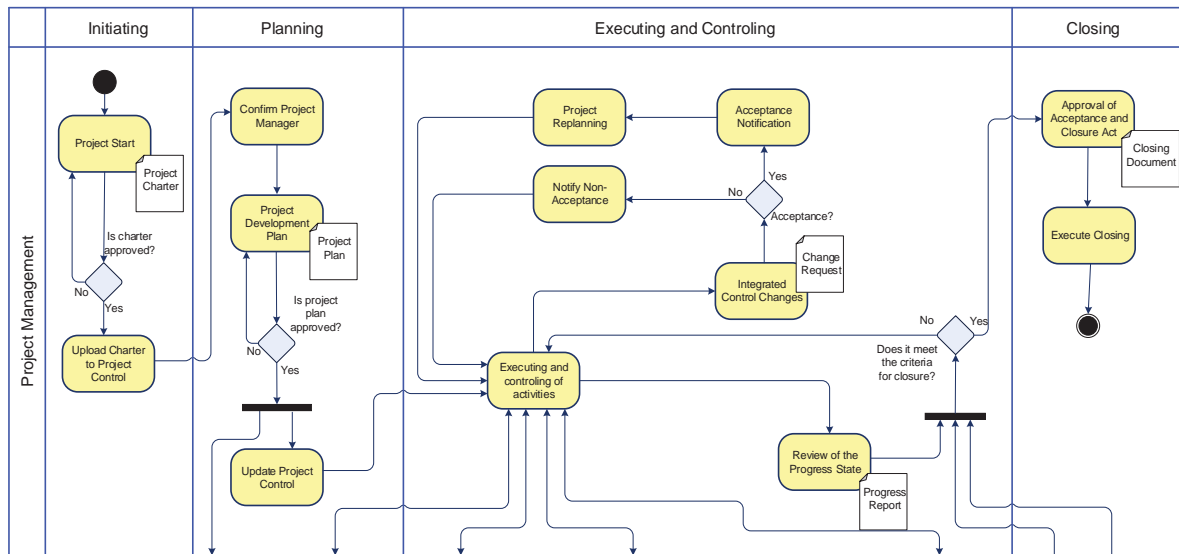 Initiating
Planning
Executing and Controling
Closing
Project Management
Project Start
Project
Charter
Is charter
approved?
No
Yes
Upload Charter
to Project
Control
Confirm Project
Manager
Project
Development
Plan
Project
Plan
Is project
plan
approved?
No
Yes
Update Project
Control
Project
Replanning
Acceptance
Notification
Notify Non-
Acceptance
No
Yes
Acceptance?
Change
Request
Integrated
Control Changes
Executing and
controling of
activities
No
Yes
Does it meet
the criteria
for closure?
Review of the
Progress State
Progress
Report
Approval of
Acceptance and
Closure Act
Closing
Document
Execute Closing